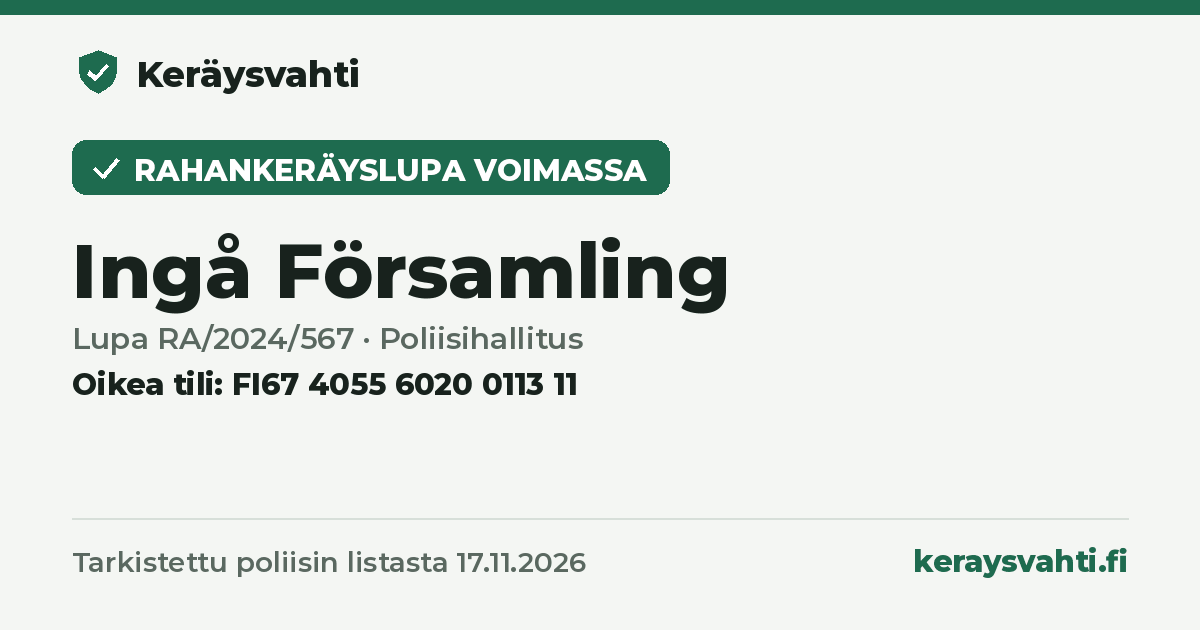 Keräysvahti
RAHANKERÄYSLUPA VOIMASSA
Ingå Församling
Lupa RA/2024/567 · Poliisihallitus
Oikea tili: FI67 4055 6020 0113 11
Tarkistettu poliisin listasta 17.11.2026
keraysvahti.fi